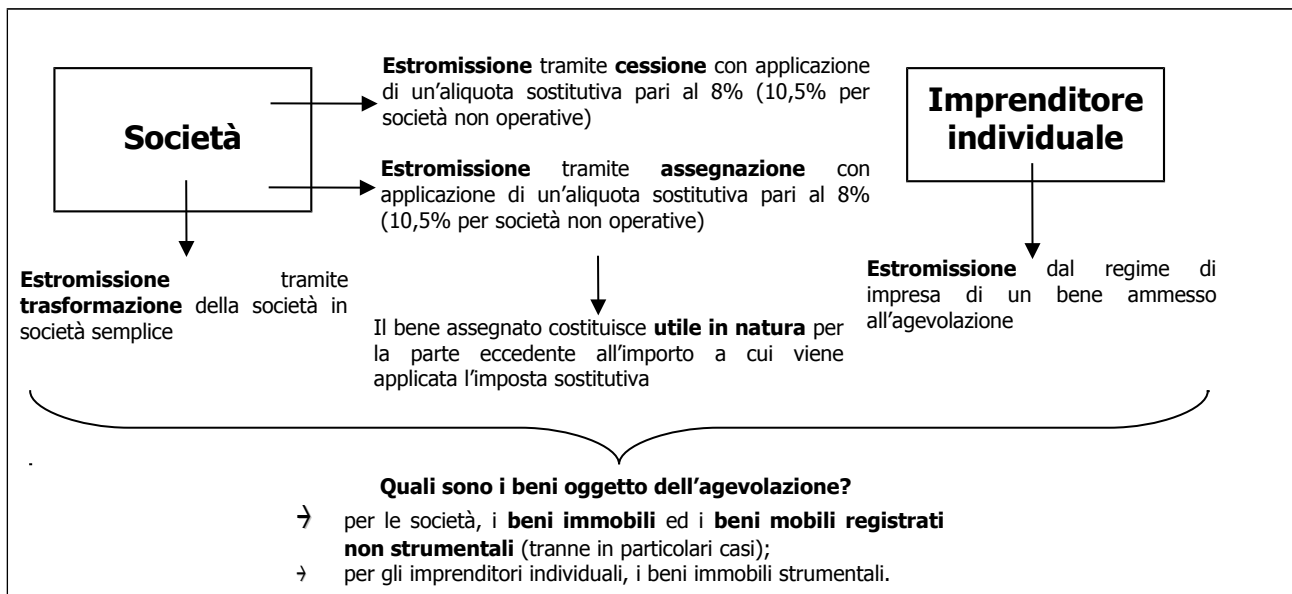 Società
Estromissione tramite cessione con applicazione
di un'aliquota sostitutiva pari al 8% (10,5% per
società non operative)
Estromissione tramite assegnazione con
applicazione di un'aliquota sostitutiva pari al 8%
(10,5% per società non operative)
Imprenditore
individuale
Estromissione tramite
trasformazione della società in
società semplice
Il bene assegnato costituisce utile in natura per
la parte eccedente all'importo a cui viene
applicata l'imposta sostitutiva
Estromissione dal regime di
impresa di un bene ammesso
all'agevolazione
Quali sono i beni oggetto dell'agevolazione?
per le società, i beni immobili ed i beni mobili registrati
non strumentali (tranne in particolari casi);
per gli imprenditori individuali, i beni immobili strumentali.